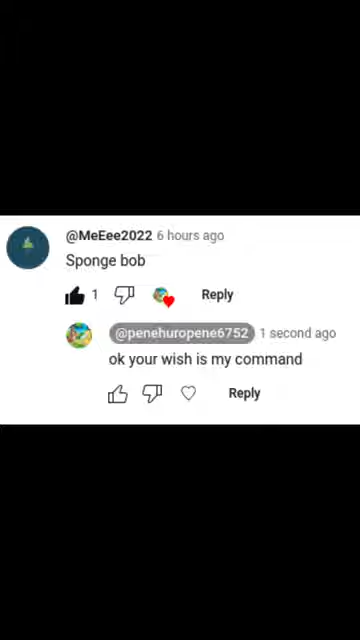 @MeEee2022 6 hours ago
Sponge bob
1 Reply
@penehuropene6752 1 second ago
ok your wish is my command
Reply